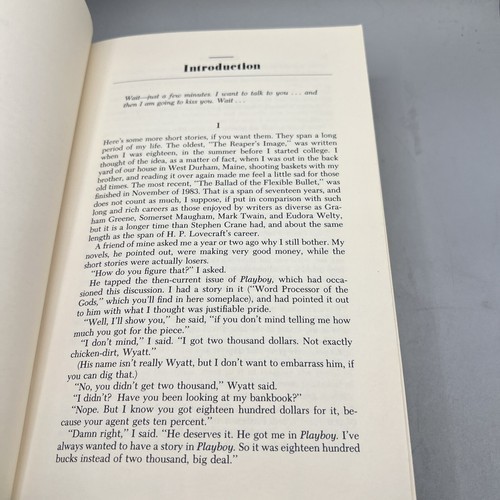 Introduction
Wait—just a few minutes. I want to talk to you . . . and
then I am going to kiss you. Wait . . .
1
Here's some more short stories, if you want them. They span a long
period of my life. The oldest, "The Reaper's Image," was written
when I was eighteen, in the summer before I started college. I
thought of the idea, as a matter of fact, when I was out in the back
yard of our house in West Durham, Maine, shooting baskets with my
brother, and reading it over again made me feel a little sad for those
old times. The most recent, "The Ballad of the Flexible Bullet," was
finished in November of 1983. That is a span of seventeen years, and
does not count as much, I suppose, if put in comparison with such
long and rich careers as those enjoyed by writers as diverse as Gra-
ham Greene, Somerset Maugham, Mark Twain, and Eudora Welty,
but it is a longer time than Stephen Crane had, and about the same
length as the span of H. P. Lovecraft's career.
A friend of mine asked me a year or two ago why I still bother. My
novels, he pointed out, were making very good money, while the
short stories were actually losers.
"How do you figure that?" I asked.
He tapped the then-current issue of Playboy, which had occa-
sioned this discussion. I had a story in it ("Word Processor of the
Gods," which you'll find in here someplace), and had pointed it out
to him with what I thought was justifiable pride.
"Well, I'll show you," he said, "if you don't mind telling me how
much you got for the piece."
"I don't mind," I said. "I got two thousand dollars. Not exactly
chicken-dirt, Wyatt."
(His name isn't really Wyatt, but I don't want to embarrass him, if
you can dig that.)
"No, you didn't get two thousand," Wyatt said.
"I didn't? Have you been looking at my bankbook?"
"Nope. But I know you got eighteen hundred dollars for it, be-
cause your agent gets ten percent."
"Damn right," I said. "He deserves it. He got me in Playboy. I've
always wanted to have a story in Playboy. So it was eighteen hundred
bucks instead of two thousand, big deal."